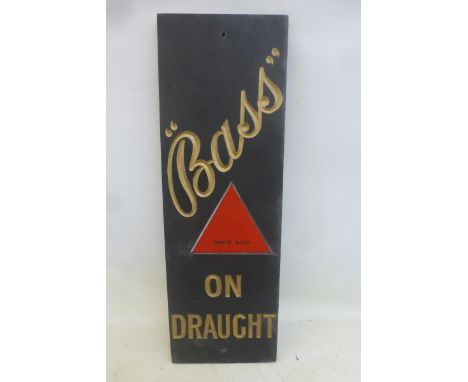 "Bass"
TRADE MARK
ON
DRAUGHT